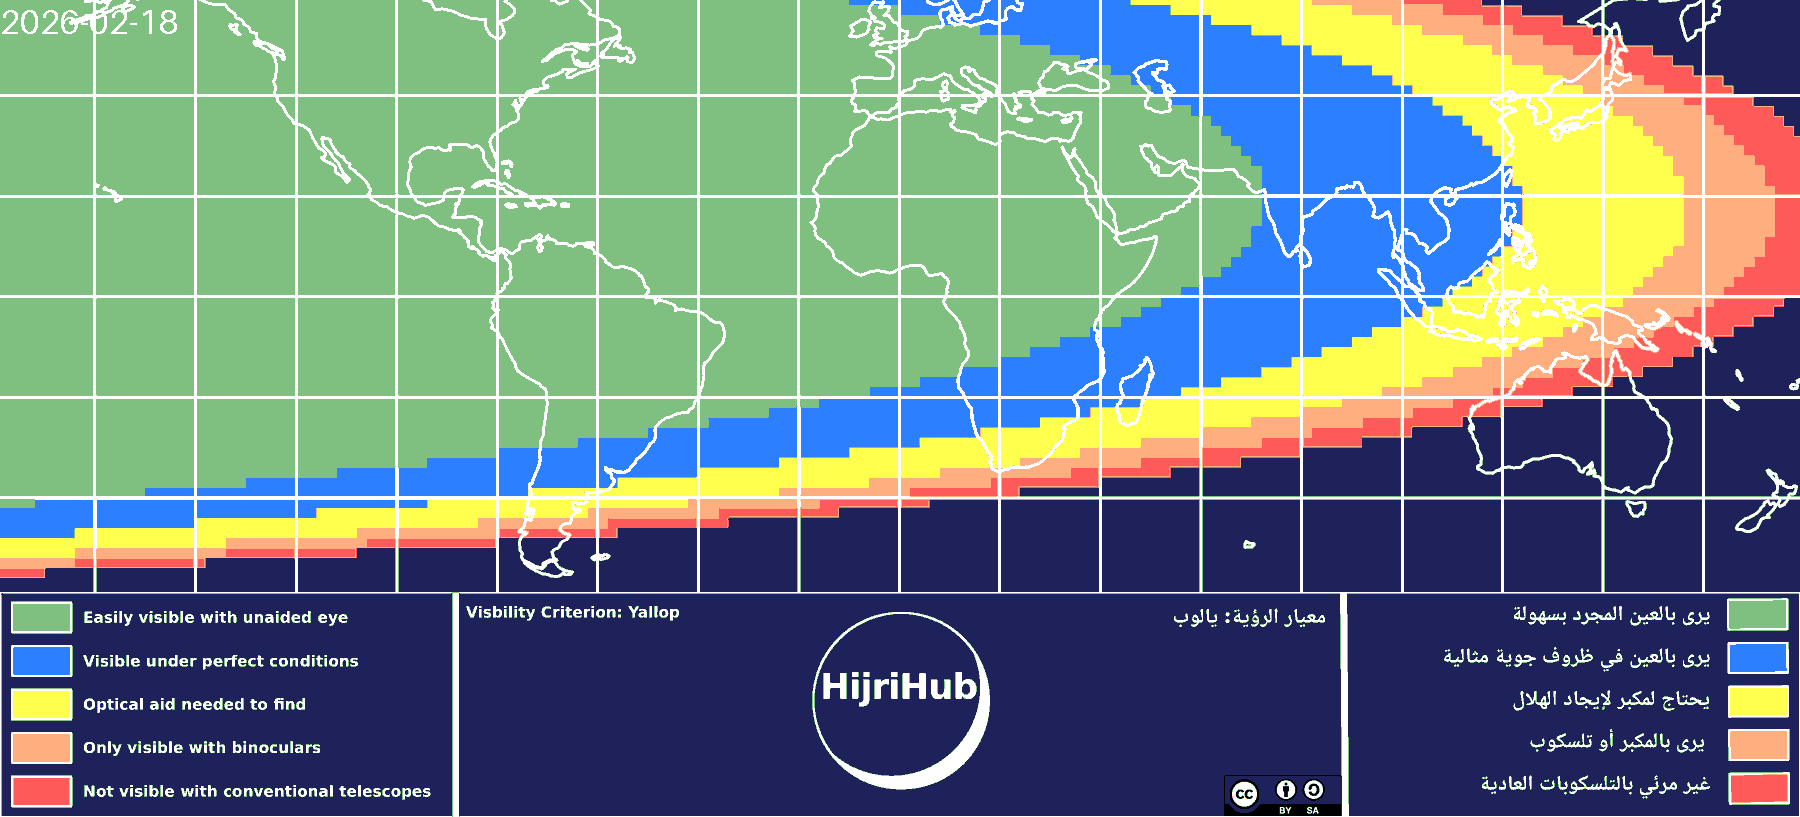 2026-02-18
Easily visible with unaided eye
Visible under perfect conditions
Optical aid needed to find
Only visible with binoculars
Not visible with conventional telescopes
Visbility Criterion: Yallop
معيار الرؤية: يالوب
HijriHub
cc
BY SA
يرى بالعين المجرد بسهولة
يرى بالعين في ظروف جوية مثالية
يحتاج لمكبر لإيجاد الهلال
يرى بالمكبر أو تلسكوب
غير مرئي بالتلسكوبات العادية